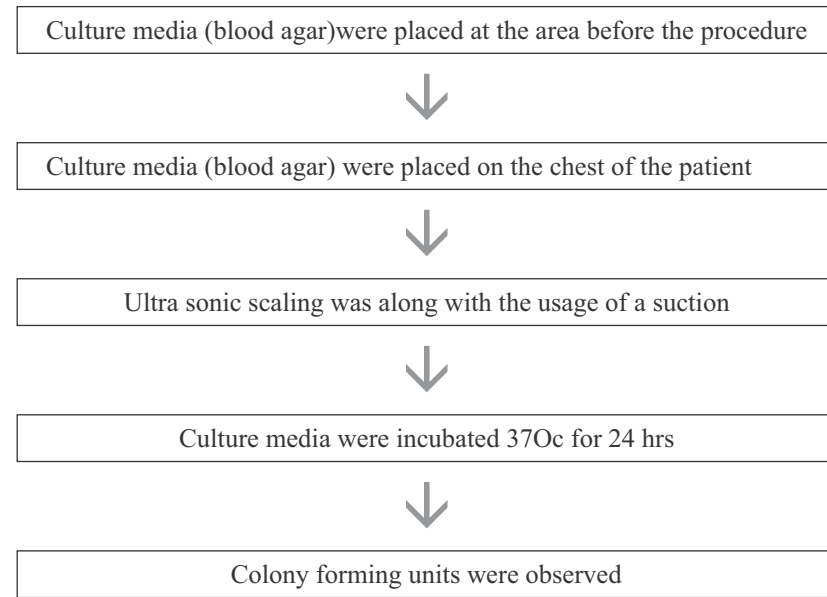 Culture media (blood agar)were placed at the area before the procedure
Culture media (blood agar) were placed on the chest of the patient
Ultra sonic scaling was along with the usage of a suction
Culture media were incubated 37Oc for 24 hrs
Colony forming units were observed